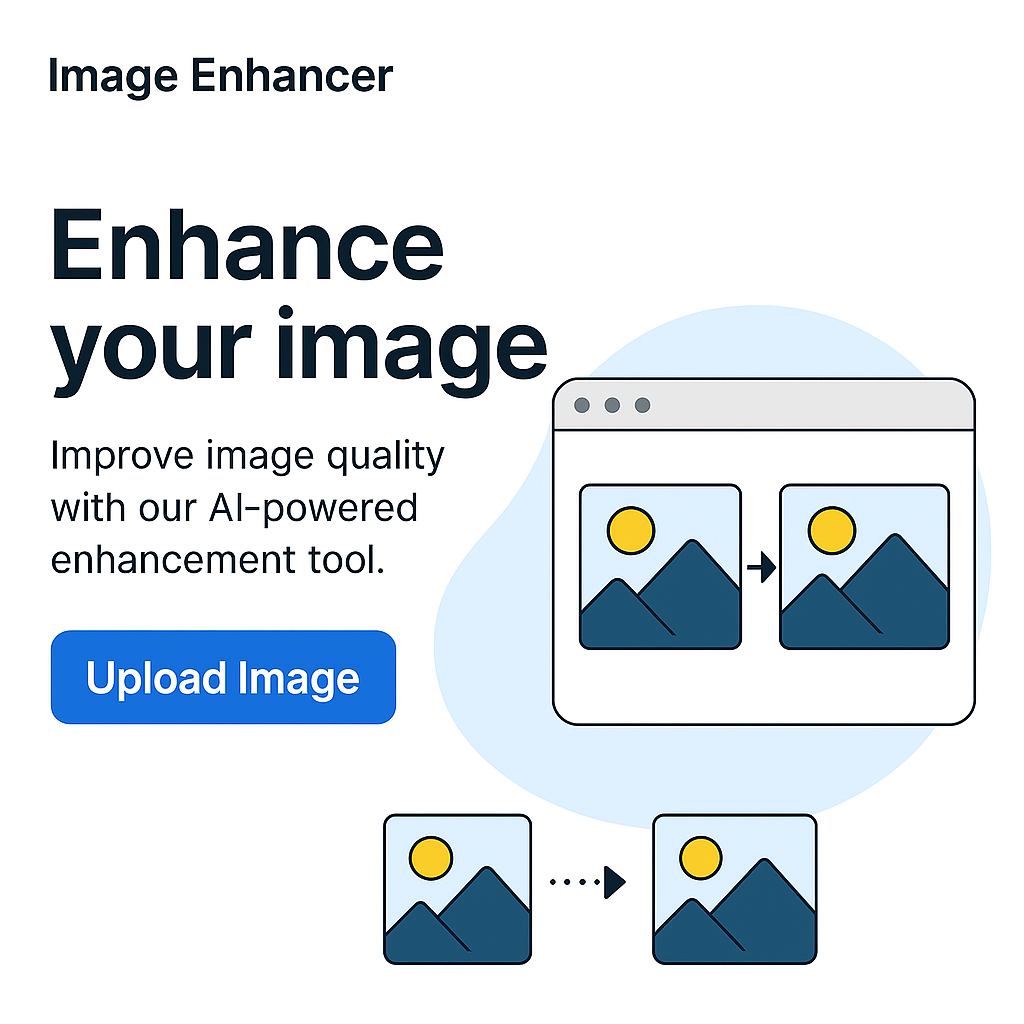 Image Enhancer
Enhance
your image
Improve image quality
with our AI-powered
enhancement tool.
Upload Image